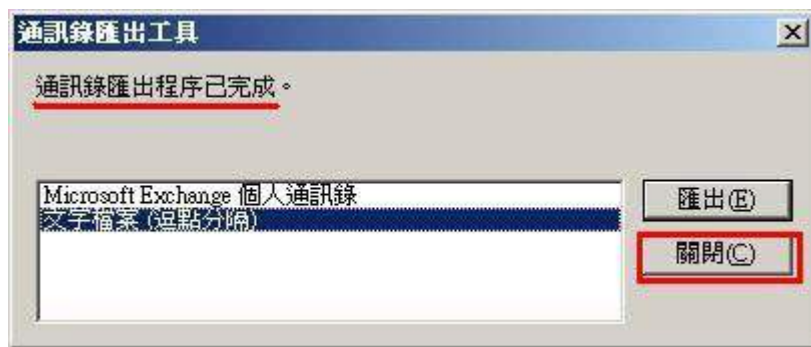 通訊錄匯出工具
通訊錄匯出程序已完成。
Microsoft Exchange 個人通訊錄
文字檔案 (逗點分隔)
匯出(E)
關閉(C)